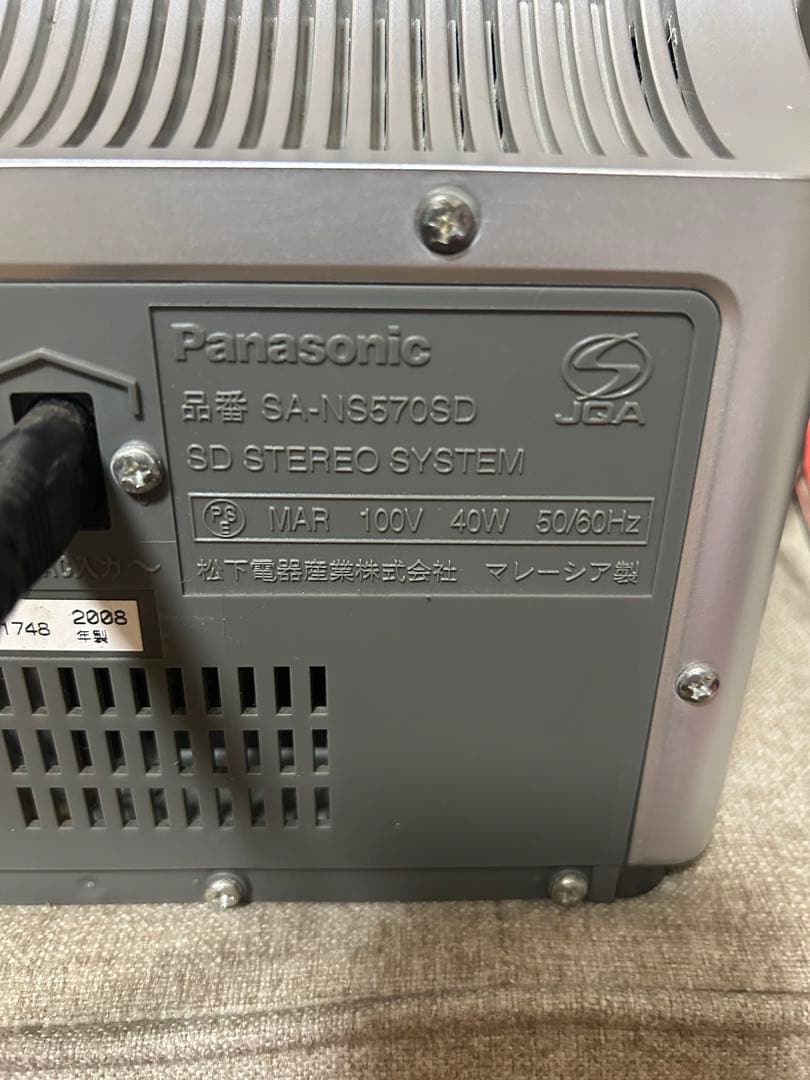 Panasonic
JQA
品番 SA-NS570SD
SD STEREO SYSTEM
PSE MAR 100V 40W 50/60Hz
AC入力～
松下電器産業株式会社 マレーシア製
1748 2008
年製